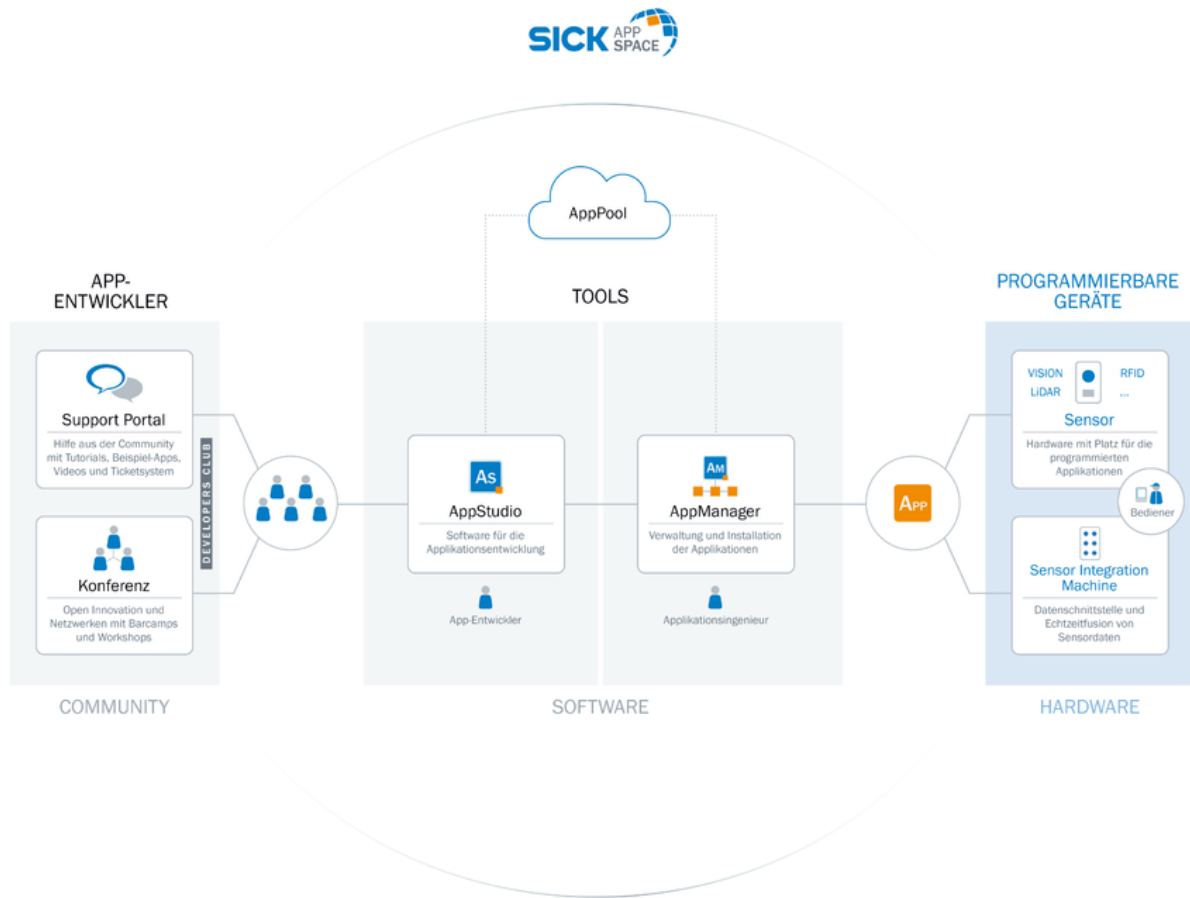 SICK APP
SPACE
AppPool
APP-
ENTWICKLER
TOOLS
PROGRAMMIERBARE
GERÄTE
Support Portal
Hilfe aus der Community
mit Tutorials, Beispiel-Apps,
Videos und Ticketsystem
Konferenz
Open Innovation und
Netzwerken mit Barcamps
und Workshops
DEVELOPERS CLUB
COMMUNITY
As
AppStudio
Software für die
Applikationsentwicklung
App-Entwickler
AM
AppManager
Verwaltung und Installation
der Applikationen
Applikationsingenieur
SOFTWARE
APP
VISION
RFID
LiDAR
...
Sensor
Hardware mit Platz für die
programmierten
Applikationen
Bediener
Sensor Integration
Machine
Datenschnittstelle und
Echtzeitfusion von
Sensordaten
HARDWARE